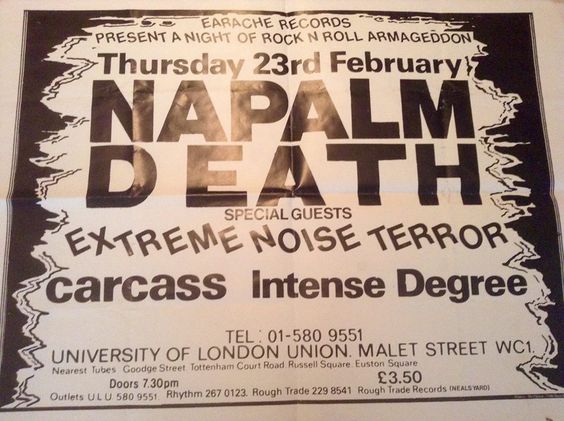 EARACHE RECORDS
PRESENT A NIGHT OF ROCK N ROLL ARMAGEDDON
Thursday 23rd February
NAPALM
DEATH
SPECIAL GUESTS
EXTREME NOISE TERROR
carcass Intense Degree
TEL: 01-580 9551
UNIVERSITY OF LONDON UNION. MALET STREET WC1.
Nearest Tubes Goodge Street. Tottenham Court Road. Russell Square. Euston Square
Doors 7.30pm £3.50
Outlets U L U 580 9551. Rhythm 267 0123. Rough Trade 229 8541 Rough Trade Records (NEALS YARD)